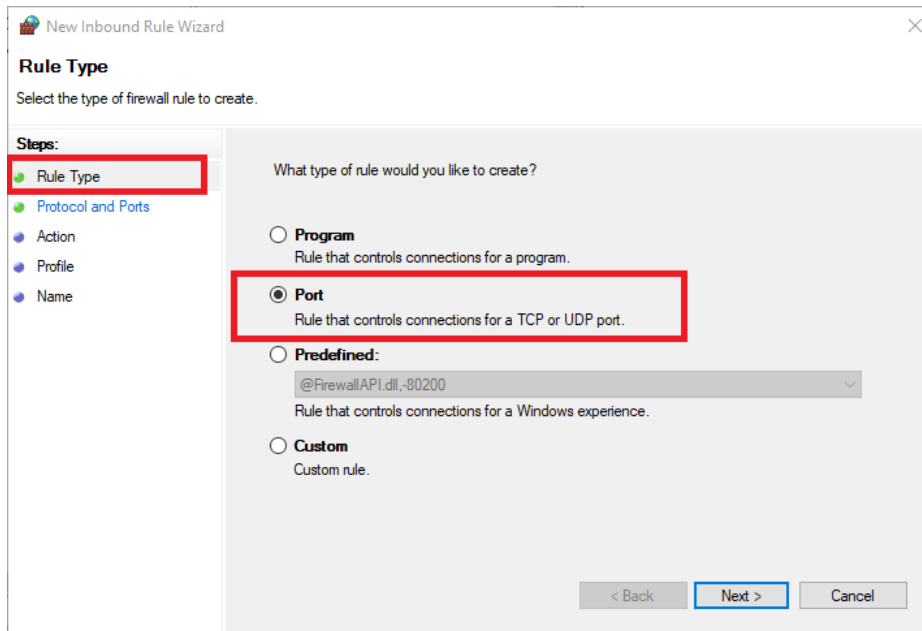 New Inbound Rule Wizard
Rule Type
Select the type of firewall rule to create.
Steps:
Rule Type
Protocol and Ports
Action
Profile
Name
What type of rule would you like to create?
Program
Rule that controls connections for a program.
Port
Rule that controls connections for a TCP or UDP port.
Predefined:
@FirewallAPI.dll,-80200
Rule that controls connections for a Windows experience.
Custom
Custom rule.
< Back Next > Cancel